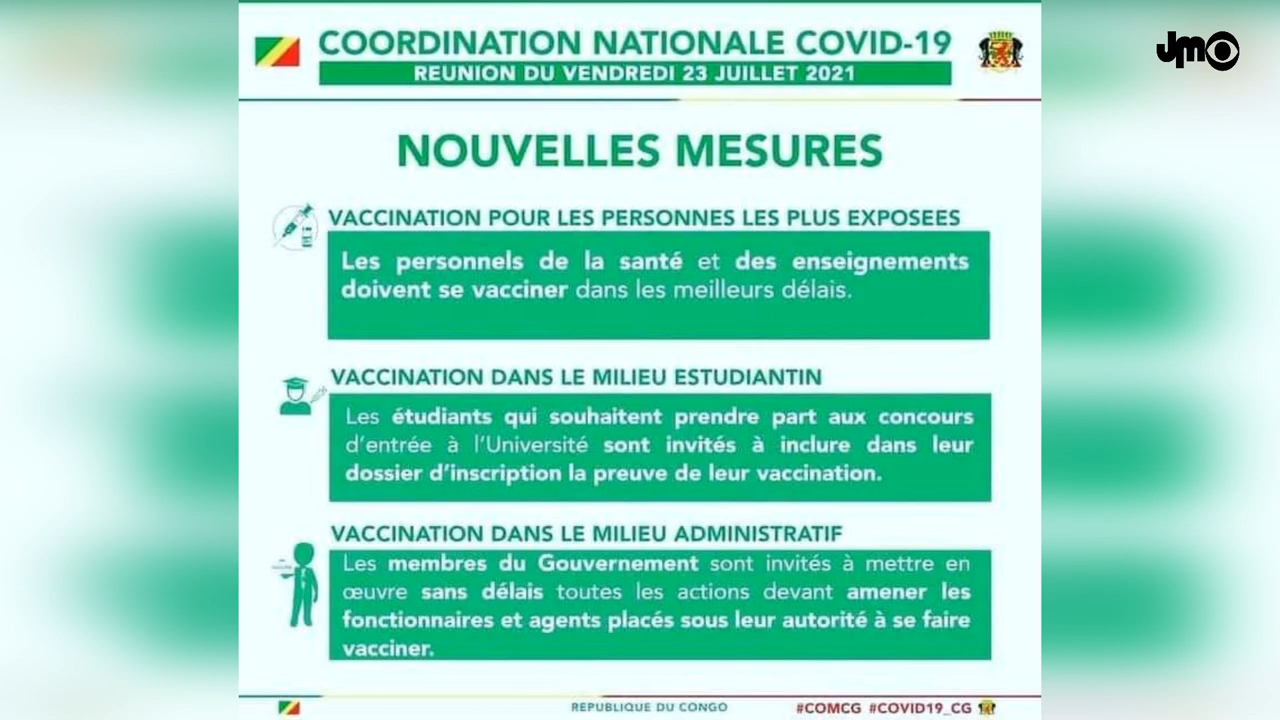 COORDINATION NATIONALE COVID-19
REUNION DU VENDREDI 23 JUILLET 2021
JMO
NOUVELLES MESURES
VACCINATION POUR LES PERSONNES LES PLUS EXPOSEES
Les personnels de la santé et des enseignements
doivent se vacciner dans les meilleurs délais.
VACCINATION DANS LE MILIEU ESTUDIANTIN
Les étudiants qui souhaitent prendre part aux concours
d'entrée à l'Université sont invités à inclure dans leur
dossier d'inscription la preuve de leur vaccination.
VACCINATION DANS LE MILIEU ADMINISTRATIF
Les membres du Gouvernement sont invités à mettre en
œuvre sans délais toutes les actions devant amener les
fonctionnaires et agents placés sous leur autorité à se faire
vacciner.
REPUBLIQUE DU CONGO
#COMCG #COVID19_CG